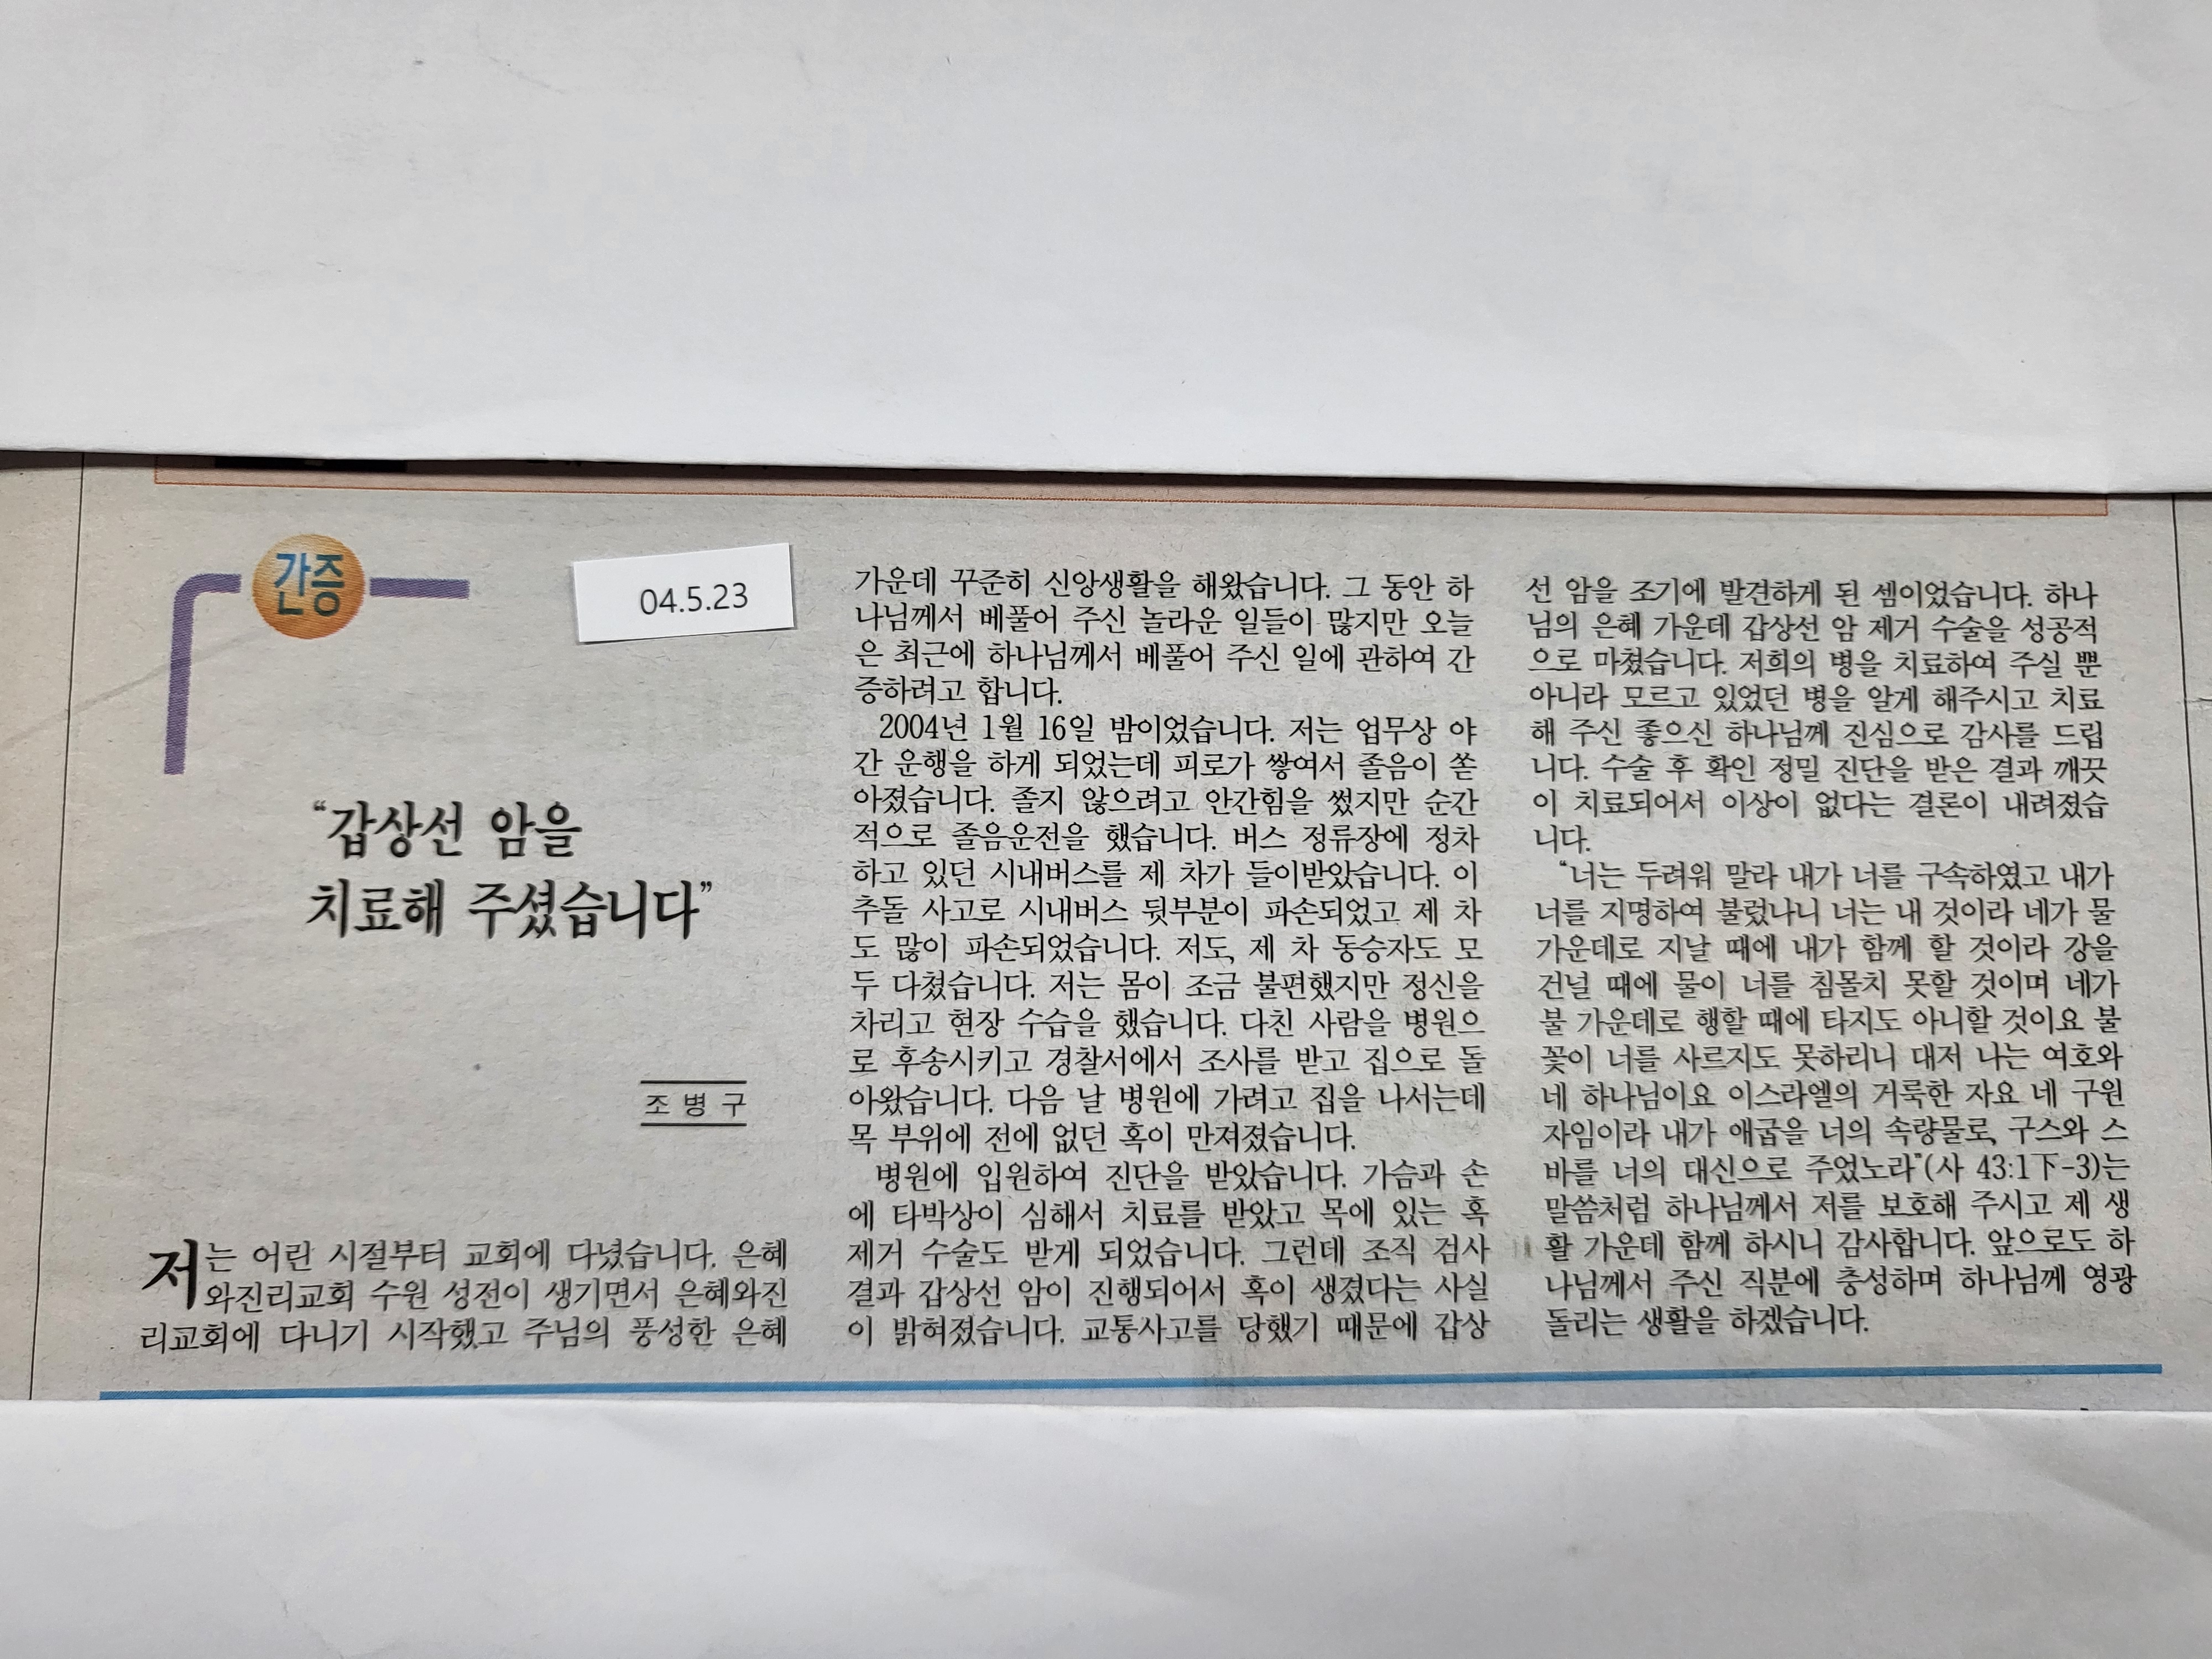 간증
04.5.23
“갑상선 암을
치료해 주셨습니다”
조병구
저는 어린 시절부터 교회에 다녔습니다. 은혜
와진리교회 수원 성전이 생기면서 은혜와진
리교회에 다니기 시작했고 주님의 풍성한 은혜
가운데 꾸준히 신앙생활을 해왔습니다. 그 동안 하
나님께서 베풀어 주신 놀라운 일들이 많지만 오늘
은 최근에 하나님께서 베풀어 주신 일에 관하여 간
증하려고 합니다.
2004년 1월 16일 밤이었습니다. 저는 업무상 야
간 운행을 하게 되었는데 피로가 쌓여서 졸음이 쏟
아졌습니다. 졸지 않으려고 안간힘을 썼지만 순간
적으로 졸음운전을 했습니다. 버스 정류장에 정차
하고 있던 시내버스를 제 차가 들이받았습니다. 이
추돌 사고로 시내버스 뒷부분이 파손되었고 제 차
도 많이 파손되었습니다. 저도, 제 차 동승자도 모
두 다쳤습니다. 저는 몸이 조금 불편했지만 정신을
차리고 현장 수습을 했습니다. 다친 사람을 병원으
로 후송시키고 경찰서에서 조사를 받고 집으로 돌
아왔습니다. 다음 날 병원에 가려고 집을 나서는데
목 부위에 전에 없던 혹이 만져졌습니다.
병원에 입원하여 진단을 받았습니다. 가슴과 손
에 타박상이 심해서 치료를 받았고 목에 있는 혹
제거 수술도 받게 되었습니다. 그런데 조직 검사
결과 갑상선 암이 진행되어서 혹이 생겼다는 사실
이 밝혀졌습니다. 교통사고를 당했기 때문에 갑상
선 암을 조기에 발견하게 된 셈이었습니다. 하나
님의 은혜 가운데 갑상선 암 제거 수술을 성공적
으로 마쳤습니다. 저희의 병을 치료하여 주실 뿐
아니라 모르고 있었던 병을 알게 해주시고 치료
해 주신 좋으신 하나님께 진심으로 감사를 드립
니다. 수술 후 확인 정밀 진단을 받은 결과 깨끗
이 치료되어서 이상이 없다는 결론이 내려졌습
니다.
“너는 두려워 말라 내가 너를 구속하였고 내가
너를 지명하여 불렀나니 너는 내 것이라 네가 물
가운데로 지날 때에 내가 함께 할 것이라 강을
건널 때에 물이 너를 침몰치 못할 것이며 네가
불 가운데로 행할 때에 타지도 아니할 것이요 불
꽃이 너를 사르지도 못하리니 대저 나는 여호와
네 하나님이요 이스라엘의 거룩한 자요 네 구원
자임이라 내가 애굽을 너의 속량물로, 구스와 스
바를 너의 대신으로 주었노라”(사 43:1下-3)는
말씀처럼 하나님께서 저를 보호해 주시고 제 생
활 가운데 함께 하시니 감사합니다. 앞으로도 하
나님께서 주신 직분에 충성하며 하나님께 영광
돌리는 생활을 하겠습니다.